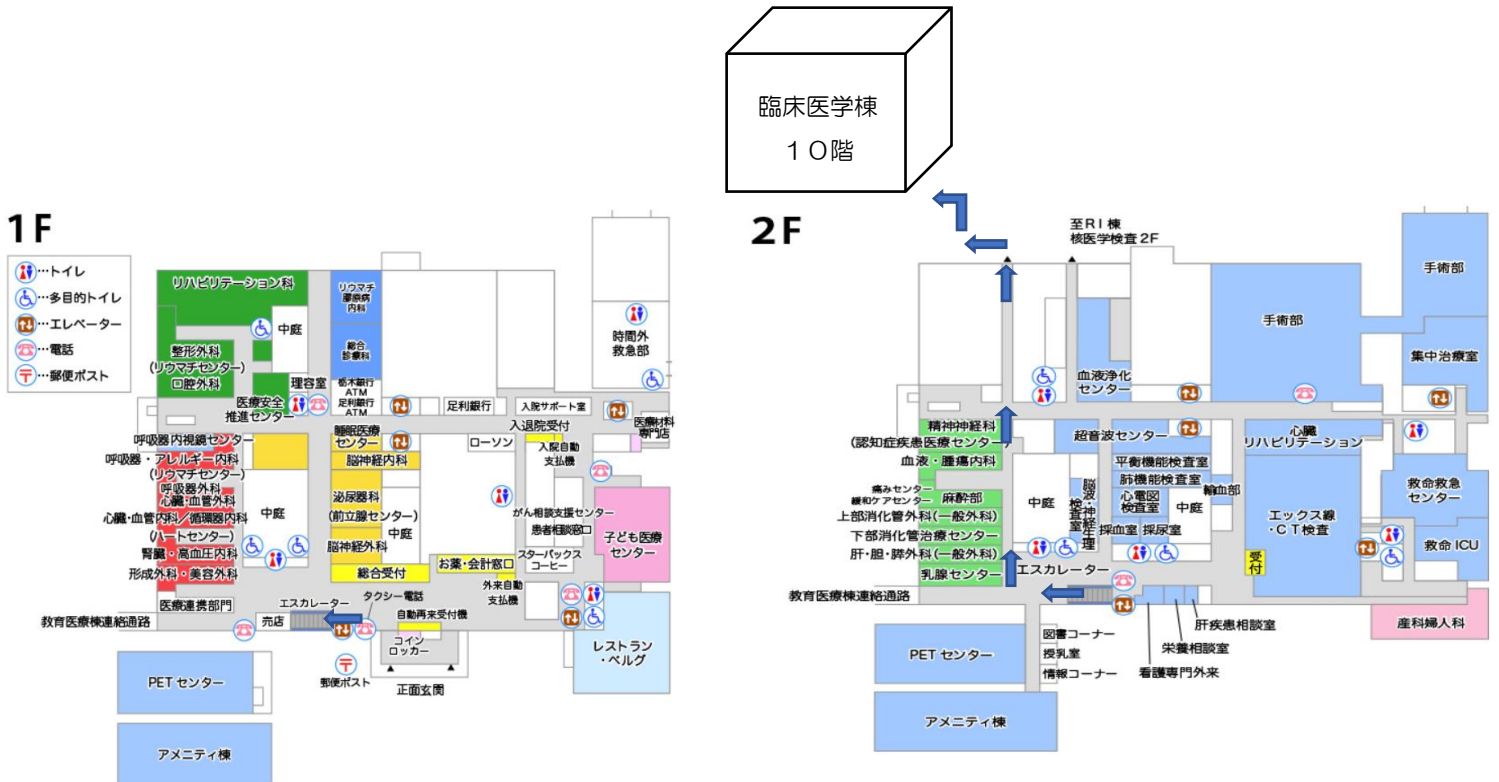 臨床医学棟
10階
1F
…トイレ
…多目的トイレ
…エレベーター
…電話
…郵便ポスト
リハビリテーション科
リウマチ
膠原病
内科
中庭
総合
診療科
整形外科
(リウマチセンター)
口腔外科
理容室
栃木銀行
ATM
足利銀行
ATM
医療安全
推進センター
足利銀行
入院サポート室
時間外
救急部
医療材料
専門店
入退院受付
呼吸器内視鏡センター
睡眠医療
センター
ローソン
入院自動
支払機
呼吸器・アレルギー内科
(リウマチセンター)
脳神経内科
呼吸器外科
心臓・血管外科
泌尿器科
(前立腺センター)
心臓・血管内科/循環器内科
(ハートセンター)
中庭
中庭
がん相談支援センター
患者相談窓口
子ども医療
センター
腎臓・高血圧内科
脳神経外科
形成外科・美容外科
総合受付
お薬・会計窓口
スターバックス
コーヒー
外来自動
支払機
医療連携部門
エスカレーター
タクシー電話
自動再来受付機
教育医療棟連絡通路
売店
コイン
ロッカー
レストラン
・ベルグ
郵便ポスト
正面玄関
PET センター
アメニティ棟
2F
至RI棟
核医学検査2F
手術部
手術部
集中治療室
血液浄化
センター
精神神経科
(認知症疾患医療センター)
超音波センター
心臓
リハビリテーション
血液・腫瘍内科
平衡機能検査室
肺機能検査室
痛みセンター
緩和ケアセンター
麻酔部
中庭
脳波・神経生理
検査室
心電図
検査室
中庭
輸血部
救命救急
センター
上部消化管外科(一般外科)
採血室
採尿室
エックス線
・CT検査
下部消化管治療センター
肝・胆・膵外科(一般外科)
救命ICU
乳腺センター
エスカレーター
受付
教育医療棟連絡通路
肝疾患相談室
栄養相談室
看護専門外来
産科婦人科
PET センター
図書コーナー
授乳室
情報コーナー
アメニティ棟